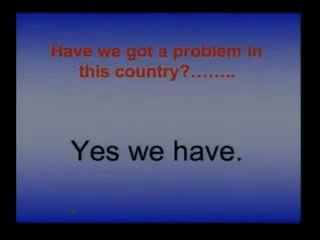 Have we got a problem in
this country?........
Yes we have.